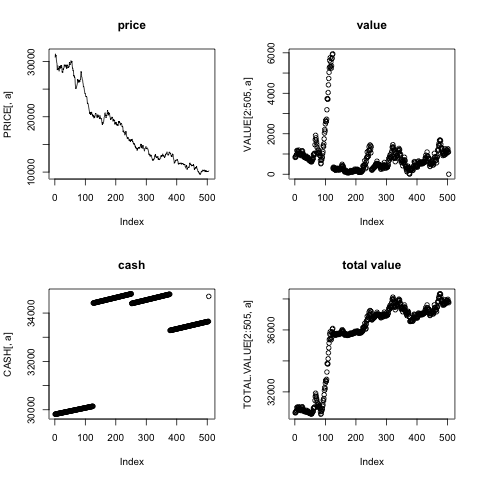 price
PRICE[, a]
10000 20000 30000
0 100 200 300 400 500
Index
value
VALUE[2:505, a]
0 2000 4000 6000
0 100 200 300 400 500
Index
cash
CASH[, a]
30000 32000 34000
0 100 200 300 400 500
Index
total value
TOTAL.VALUE[2:505, a]
32000 36000
0 100 200 300 400 500
Index